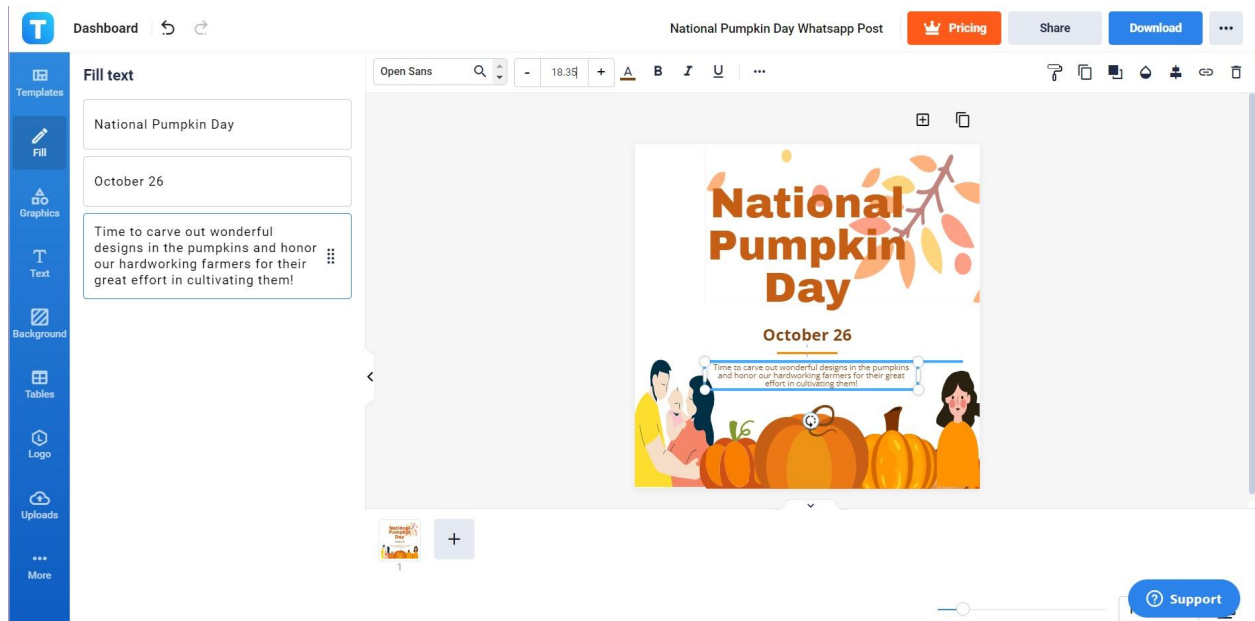 T
Dashboard
National Pumpkin Day Whatsapp Post
Pricing
Share
Download
Templates
Fill
Graphics
Text
Background
Tables
Logo
Uploads
More
Fill text
National Pumpkin Day
October 26
Time to carve out wonderful
designs in the pumpkins and honor
our hardworking farmers for their
great effort in cultivating them!
Open Sans
- 18.35 + A B I U
National
Pumpkin
Day
October 26
Time to carve out wonderful designs in the pumpkins
and honor our hardworking farmers for their great
effort in cultivating them!
National
Pumpkin
Day
+
1
Support